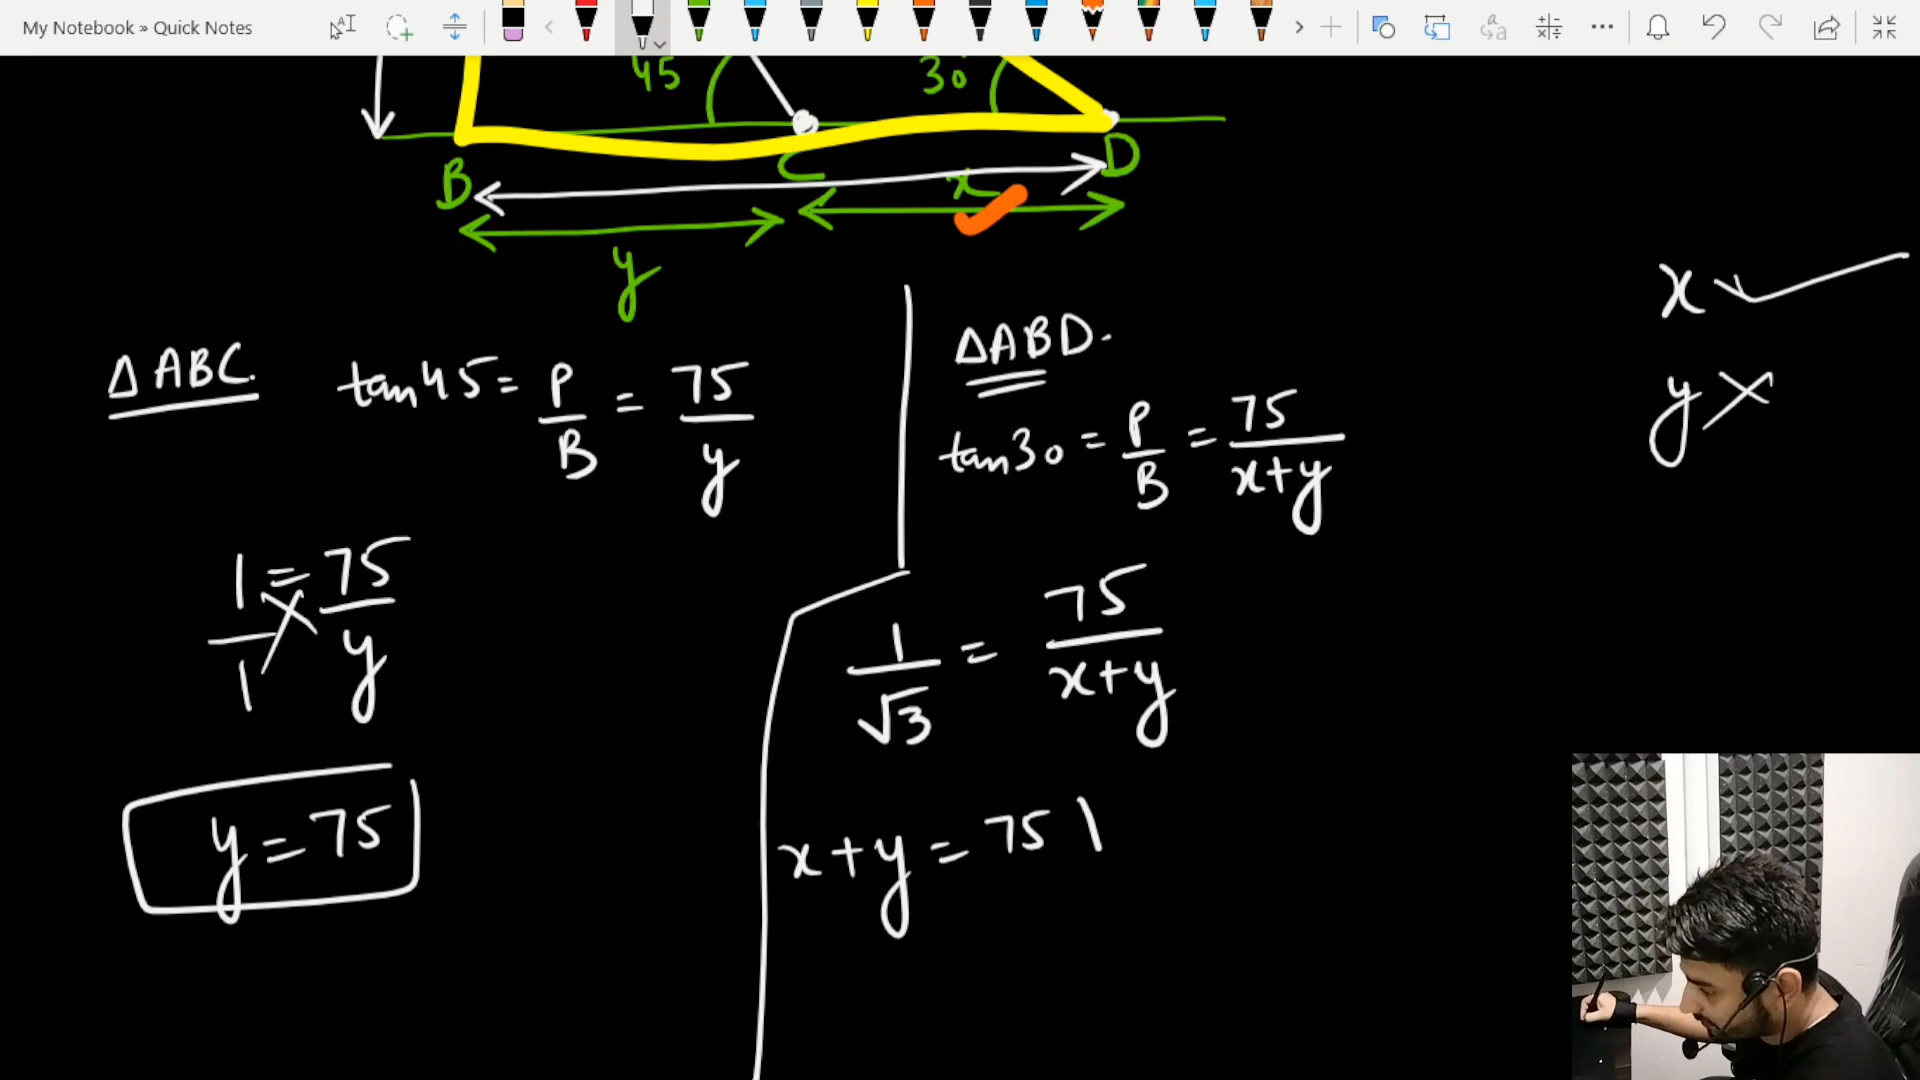 My Notebook » Quick Notes
45 30°
B C D
x
y
x ✓
y ×
ΔABC. tan45 = P/B = 75/y
1/1 = 75/y
y = 75
ΔABD.
tan30 = P/B = 75/x+y
1/√3 = 75/x+y
x+y = 75 \